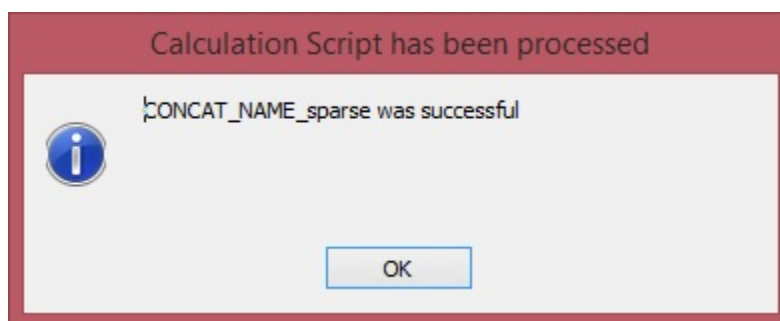 Calculation Script has been processed
CONCAT_NAME_sparse was successful
OK